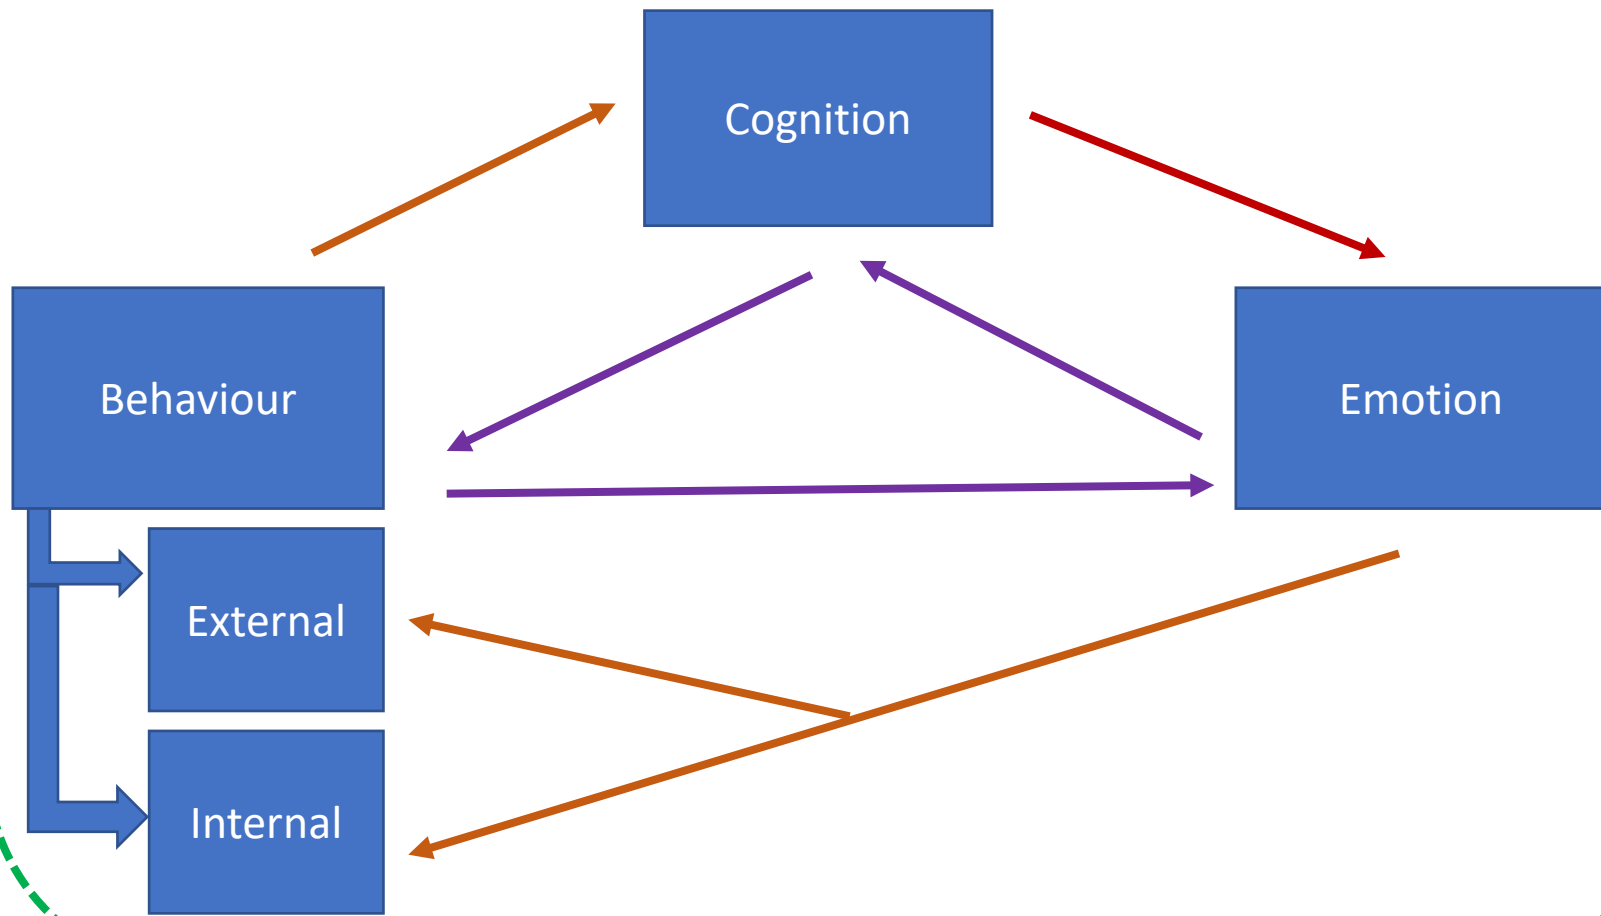 Cognition
Behaviour
Emotion
External
Internal